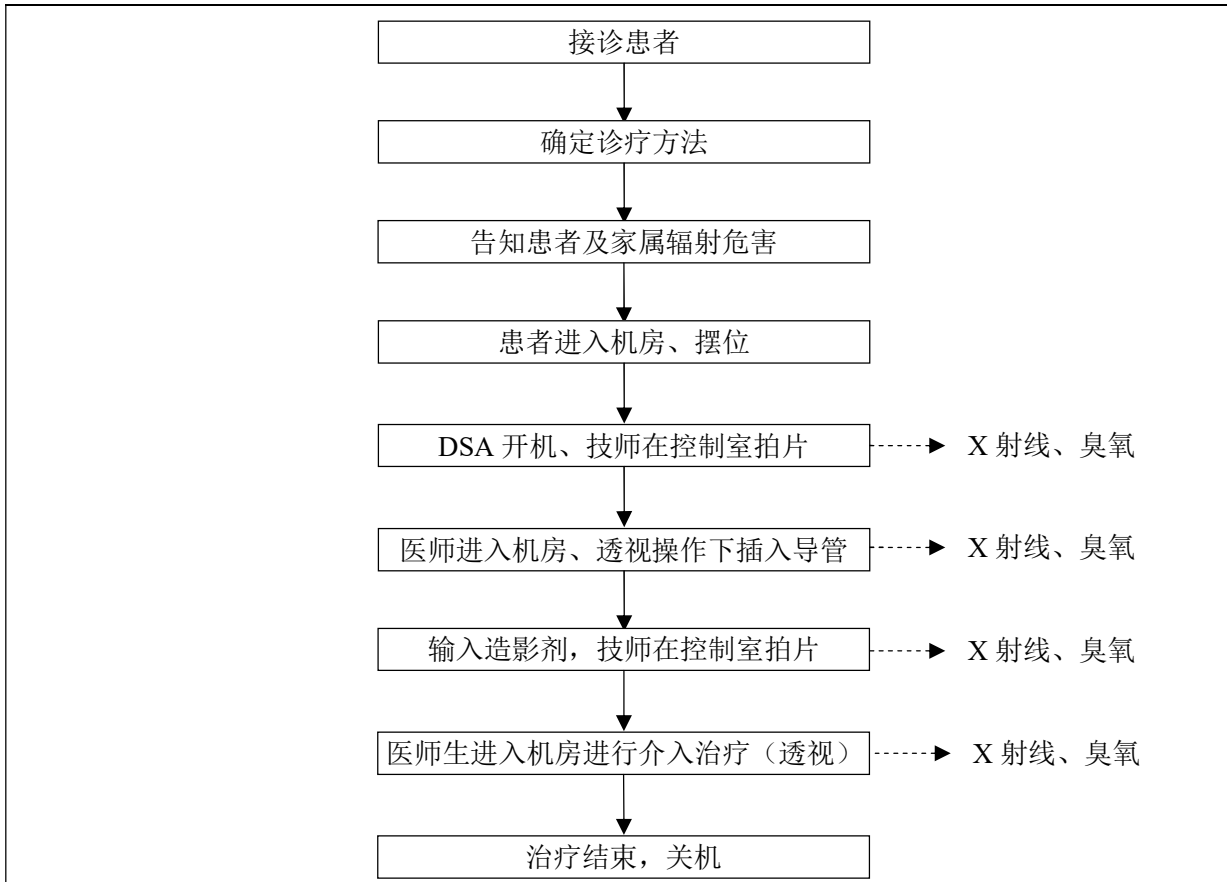 接诊患者
确定诊疗方法
告知患者及家属辐射危害
患者进入机房、摆位
DSA 开机、技师在控制室拍片
X 射线、臭氧
医师进入机房、透视操作下插入导管
X 射线、臭氧
输入造影剂，技师在控制室拍片
X 射线、臭氧
医师生进入机房进行介入治疗（透视）
X 射线、臭氧
治疗结束，关机